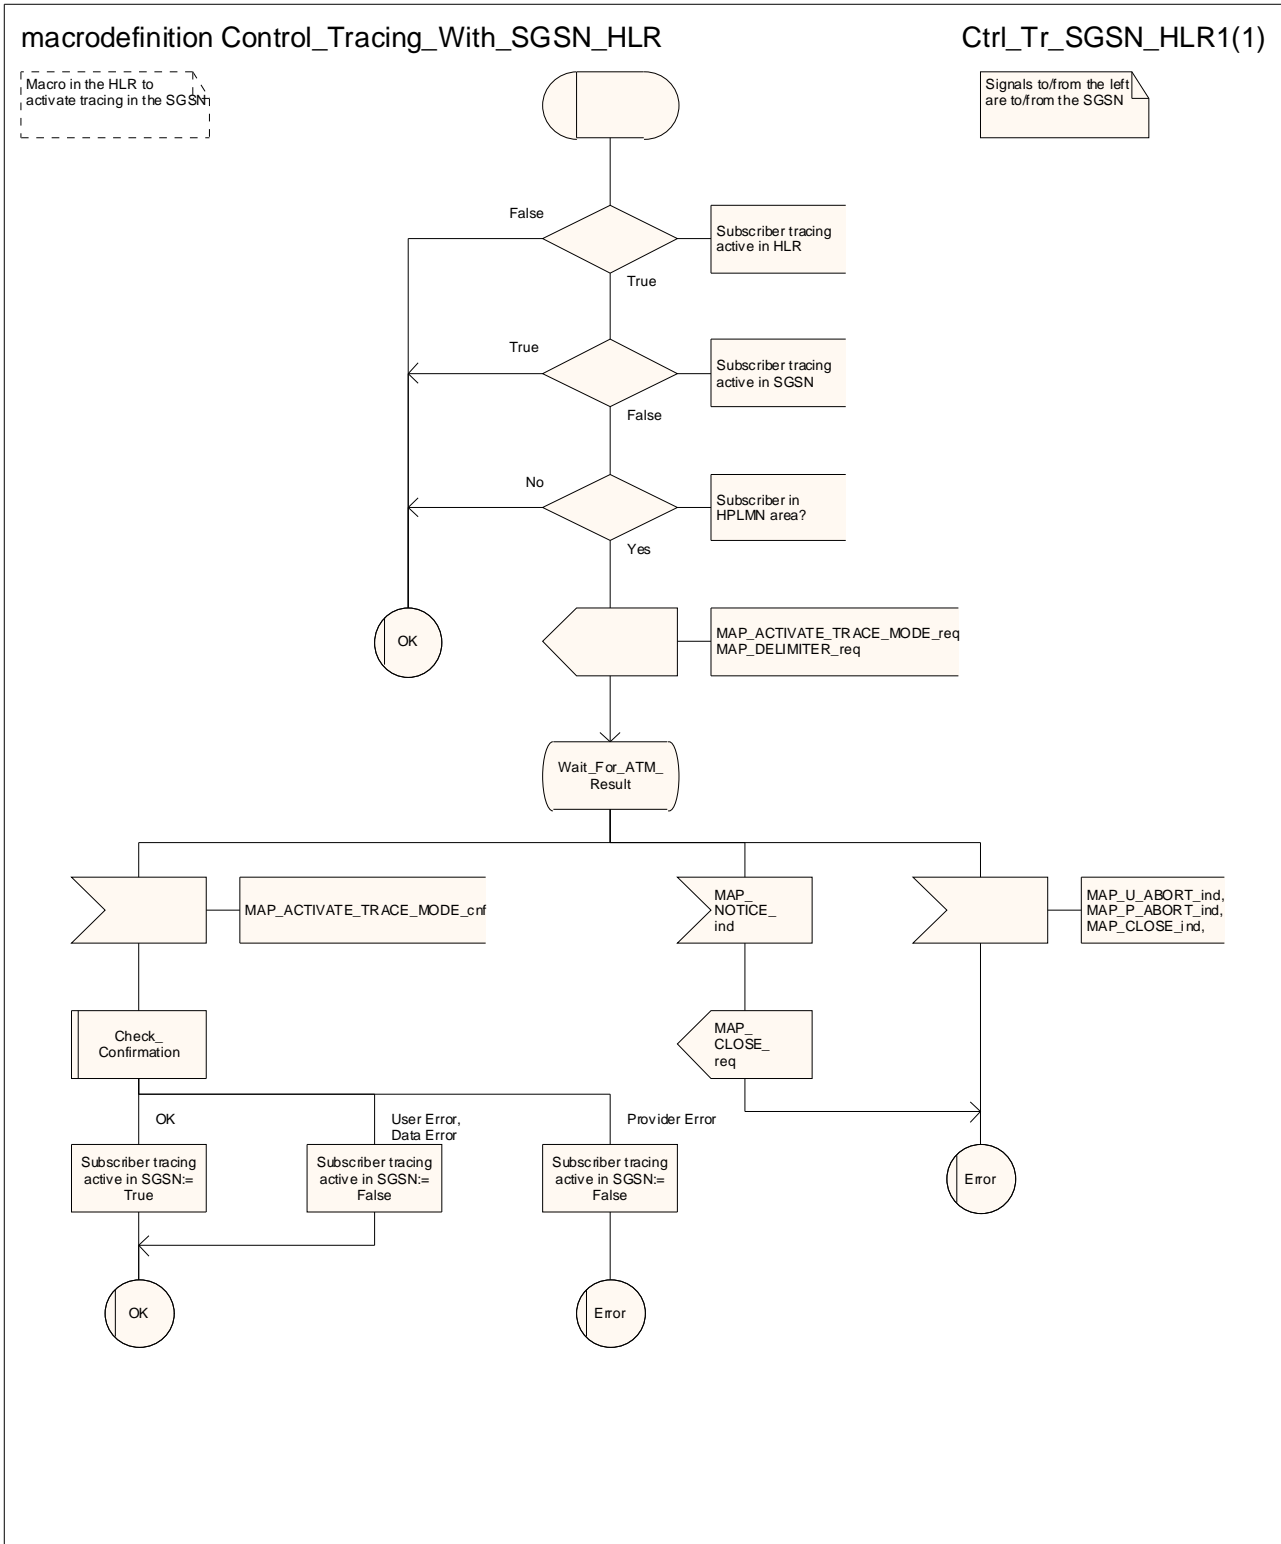 macrodefinition Control_Tracing_With_SGSN_HLR
Ctrl_Tr_SGSN_HLR1(1)
Macro in the HLR to
activate tracing in the SGSN
Signals to/from the left
are to/from the SGSN
False
Subscriber tracing
active in HLR
True
True
Subscriber tracing
active in SGSN
False
No
Subscriber in
HPLMN area?
Yes
OK
MAP_ACTIVATE_TRACE_MODE_req
MAP_DELIMITER_req
Wait_For_ATM_
Result
MAP_ACTIVATE_TRACE_MODE_cnf
MAP_
NOTICE_
ind
MAP_U_ABORT_ind,
MAP_P_ABORT_ind,
MAP_CLOSE_ind,
Check_
Confirmation
MAP_
CLOSE_
req
OK
User Error,
Data Error
Provider Error
Subscriber tracing
active in SGSN:=
True
Subscriber tracing
active in SGSN:=
False
Subscriber tracing
active in SGSN:=
False
Error
OK
Error